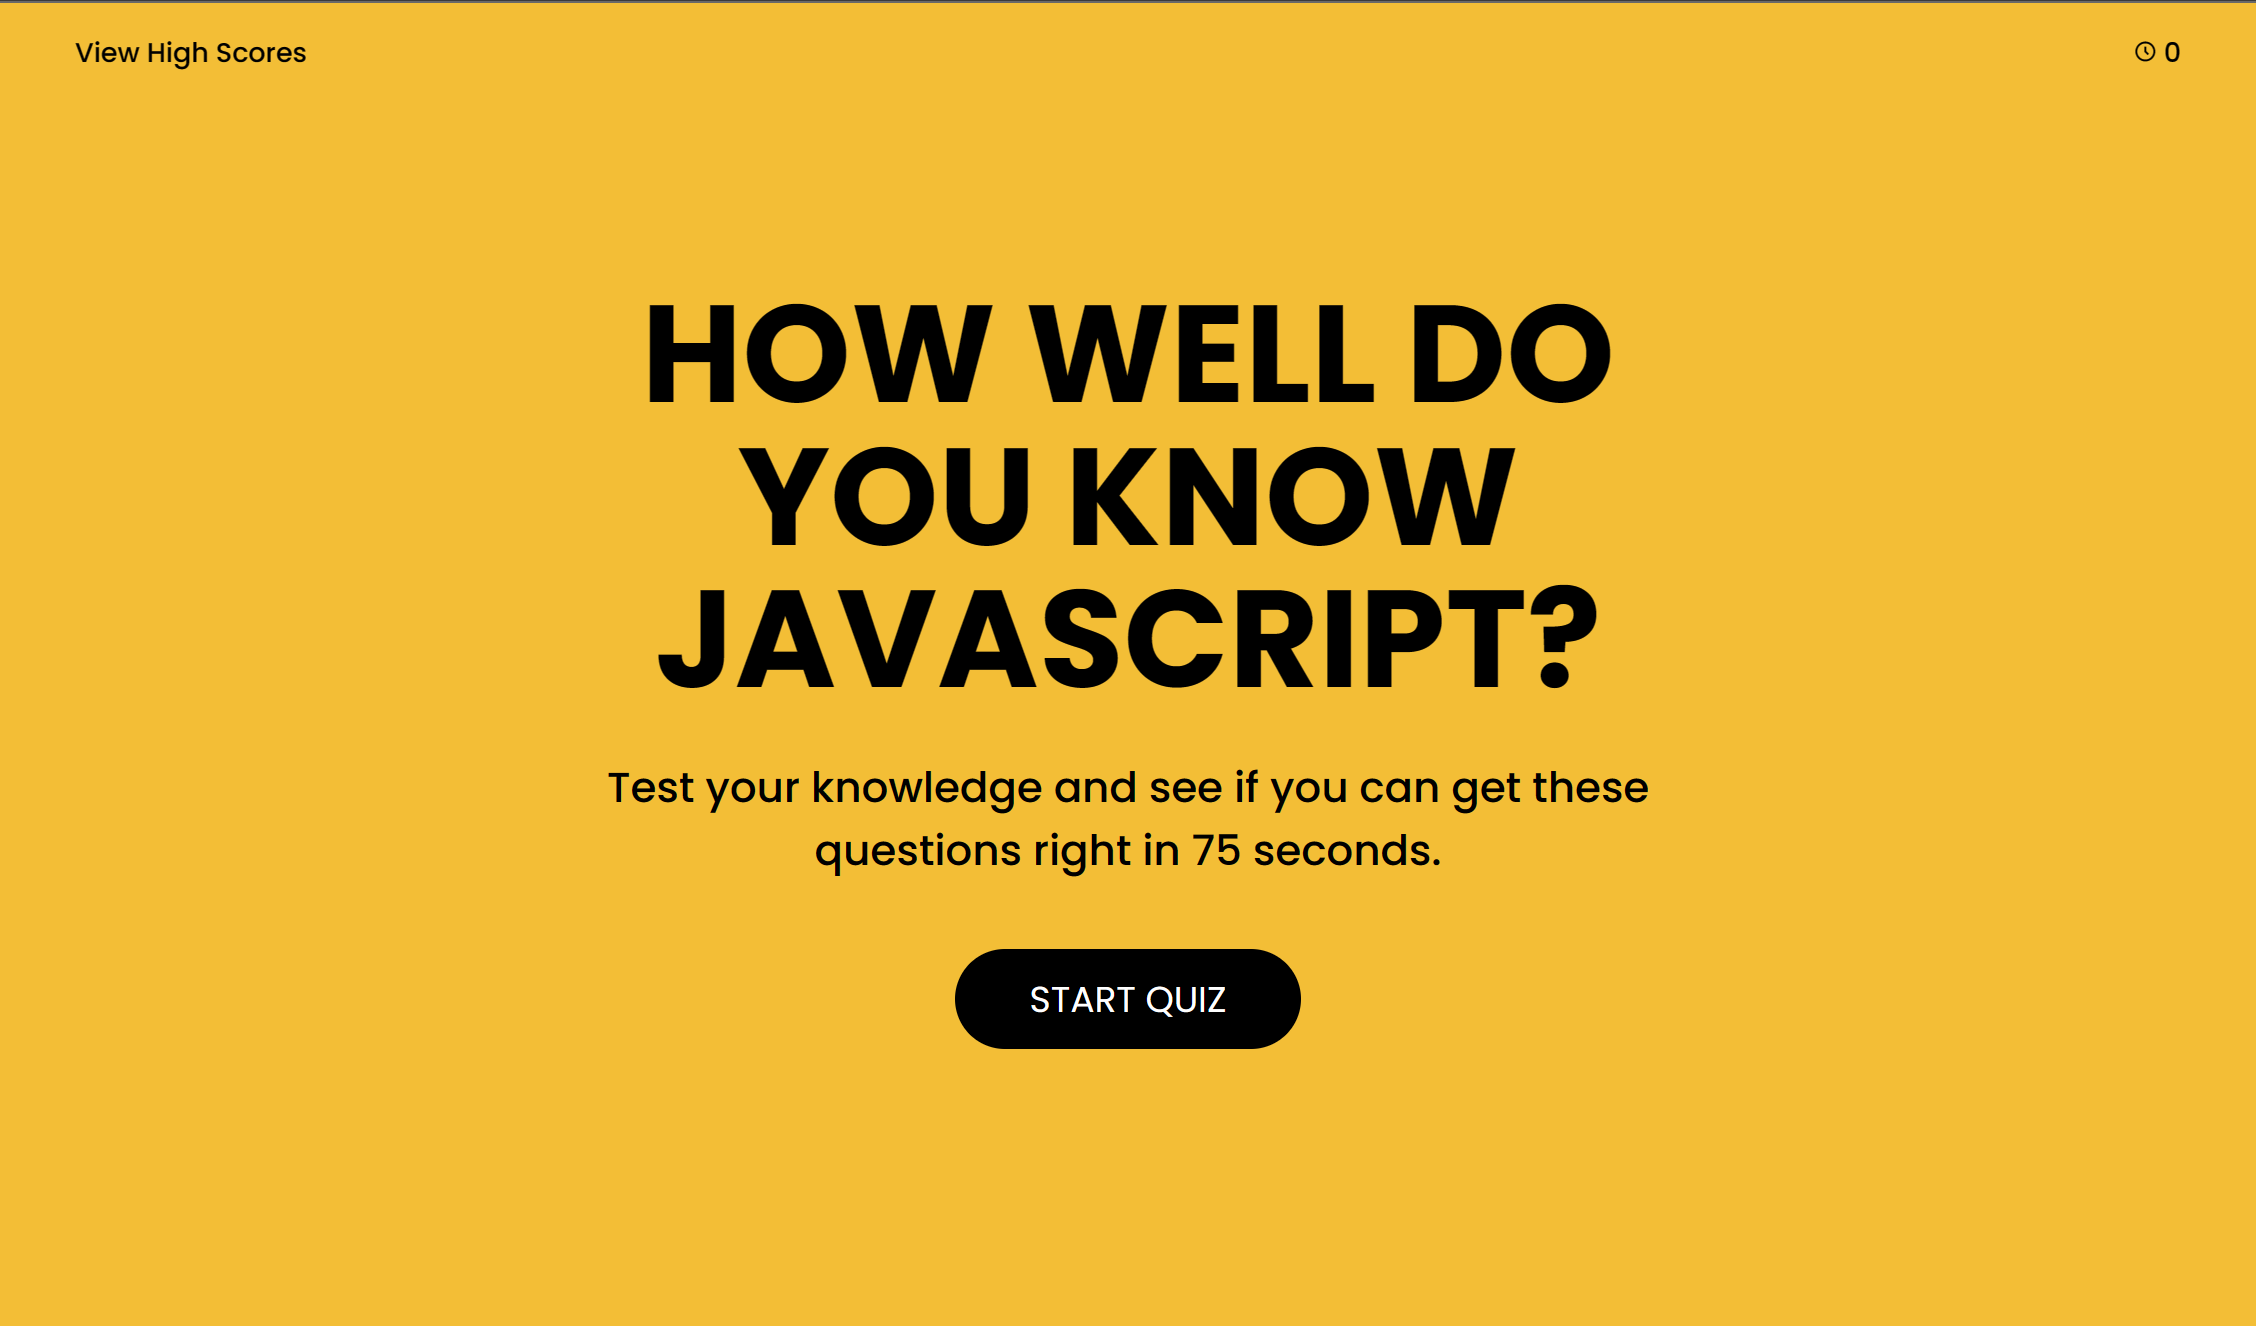 View High Scores
0
HOW WELL DO
YOU KNOW
JAVASCRIPT?
Test your knowledge and see if you can get these
questions right in 75 seconds.
START QUIZ